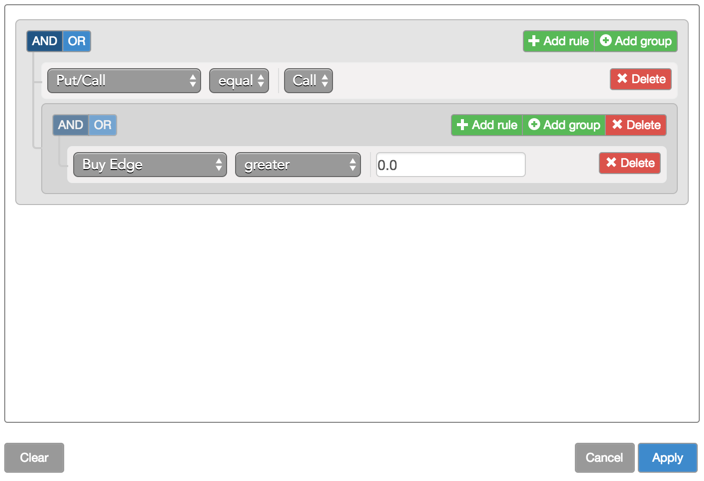 AND OR Add rule Add group
Put/Call equal Call Delete
AND OR Add rule Add group Delete
Buy Edge greater 0.0 Delete
Clear Cancel Apply